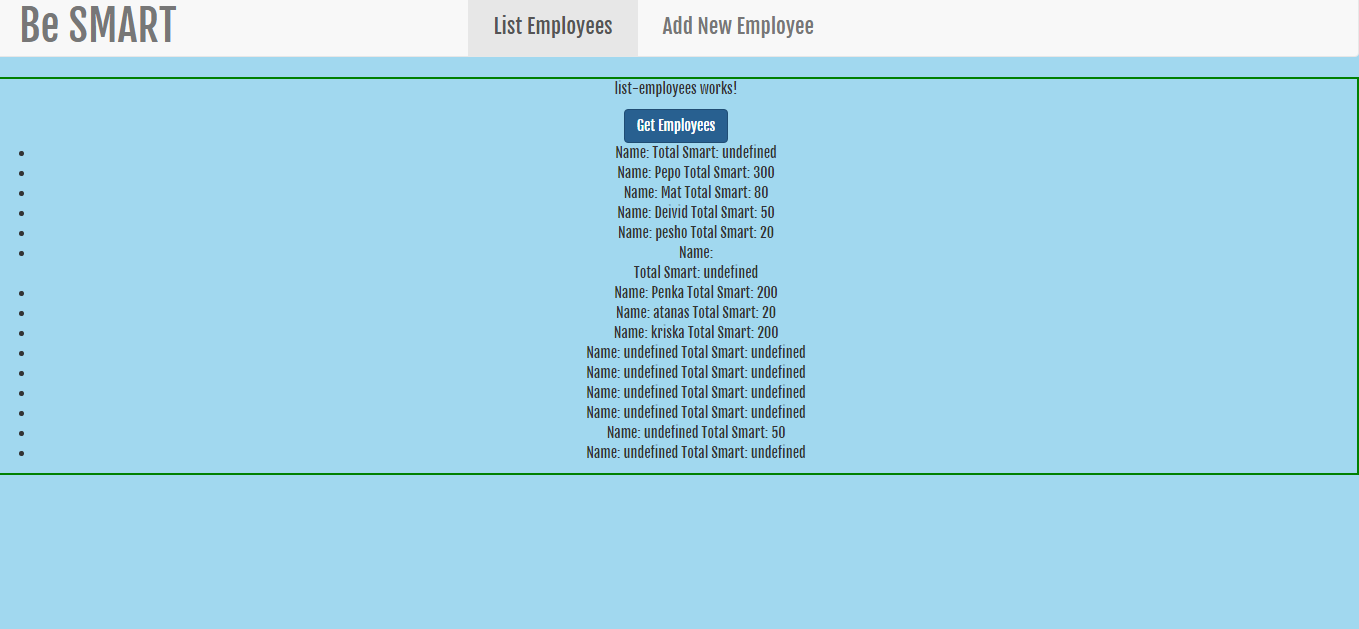 Be SMART
List Employees
Add New Employee
list-employees works!
Get Employees
Name: Total Smart: undefined
Name: Pepo Total Smart: 300
Name: Mat Total Smart: 80
Name: Deivid Total Smart: 50
Name: pesho Total Smart: 20
Name:
Total Smart: undefined
Name: Penka Total Smart: 200
Name: atanas Total Smart: 20
Name: kriska Total Smart: 200
Name: undefined Total Smart: undefined
Name: undefined Total Smart: undefined
Name: undefined Total Smart: undefined
Name: undefined Total Smart: undefined
Name: undefined Total Smart: 50
Name: undefined Total Smart: undefined